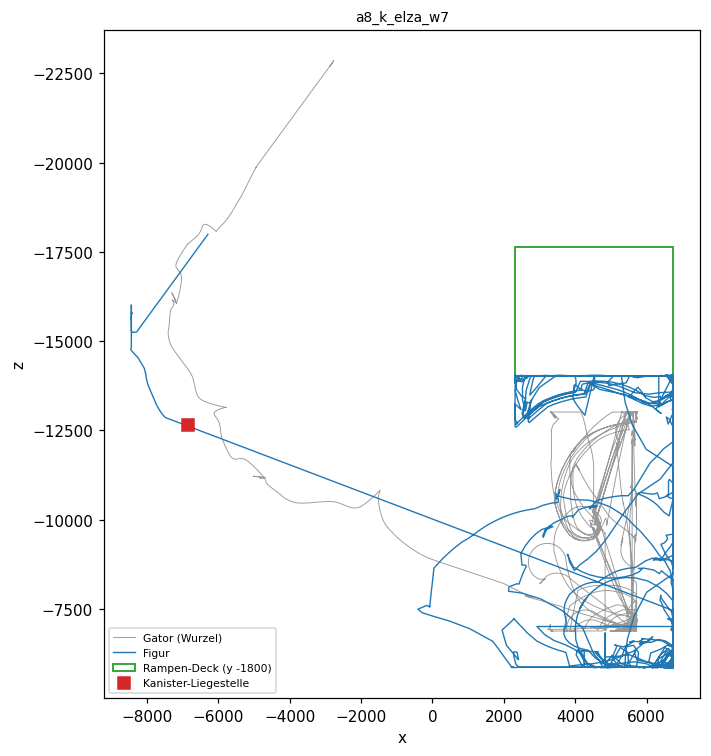 a8_k_elza_w7
−22500
−20000
−17500
−15000
−12500
−10000
−7500
z
Gator (Wurzel)
Figur
Rampen-Deck (y -1800)
Kanister-Liegestelle
−8000 −6000 −4000 −2000 0 2000 4000 6000
x